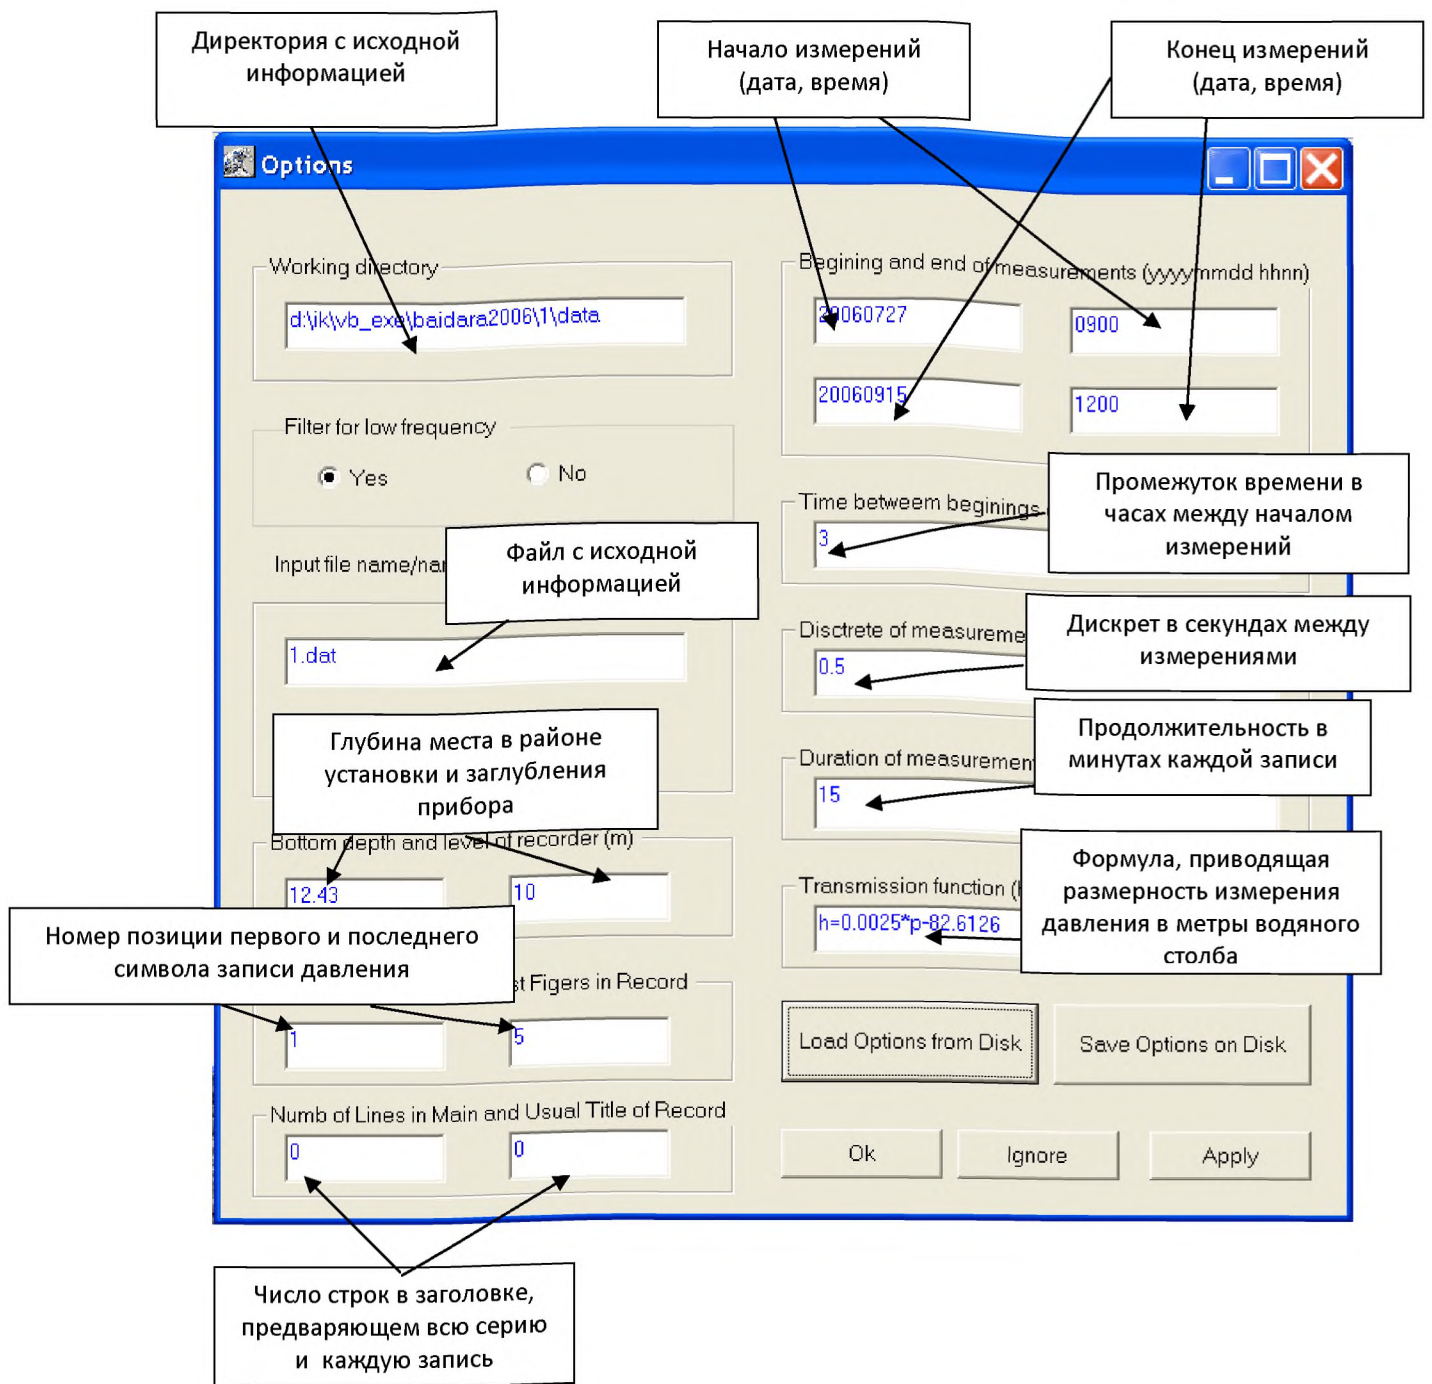 Директория с исходной
информацией
Начало измерений
(дата, время)
Конец измерений
(дата, время)
Options
Working directory
d:\ik\vb_exe\baidara2006\1\data
Begining and end of measurements (yyyymmdd hhnn)
20060727
0900
20060915
1200
Filter for low frequency
Yes
No
Промежуток времени в
часах между началом
измерений
Time betweem beginings
3
Файл с исходной
информацией
Input file name/nar
1.dat
Дискрет в секундах между
измерениями
Disctrete of measureme
0.5
Глубина места в районе
установки и заглубления
прибора
Продолжительность в
минутах каждой записи
Duration of measuremen
15
Bottom depth and level of recorder (m)
12.43
10
Формула, приводящая
размерность измерения
давления в метры водяного
столба
Transmission function (
h=0.0025*p-82.6126
Номер позиции первого и последнего
символа записи давления
st Figers in Record
1
5
Load Options from Disk
Save Options on Disk
Numb of Lines in Main and Usual Title of Record
0
0
Ok
Ignore
Apply
Число строк в заголовке,
предваряющем всю серию
и каждую запись